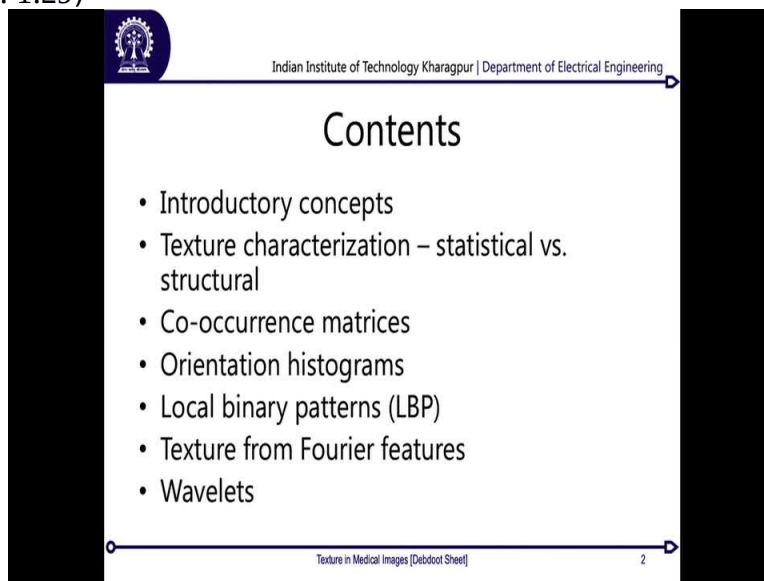 Indian Institute of Technology Kharagpur | Department of Electrical Engineering
Contents
• Introductory concepts
• Texture characterization – statistical vs.
structural
• Co-occurrence matrices
• Orientation histograms
• Local binary patterns (LBP)
• Texture from Fourier features
• Wavelets
Texture in Medical Images [Debdoot Sheet]
2